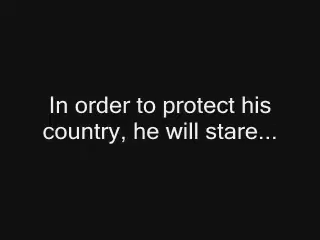 In order to protect his
country, he will stare...